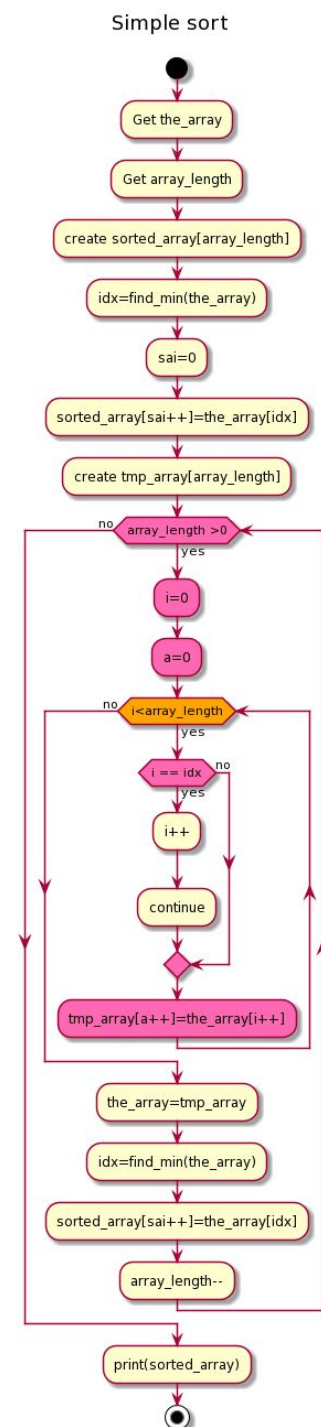 Simple sort
Get the_array
Get array_length
create sorted_array[array_length]
idx=find_min(the_array)
sai=0
sorted_array[sai++]=the_array[idx]
create tmp_array[array_length]
no
array_length >0
yes
i=0
a=0
no
i<array_length
yes
i == idx
no
yes
i++
continue
tmp_array[a++]=the_array[i++]
the_array=tmp_array
idx=find_min(the_array)
sorted_array[sai++]=the_array[idx]
array_length--
print(sorted_array)